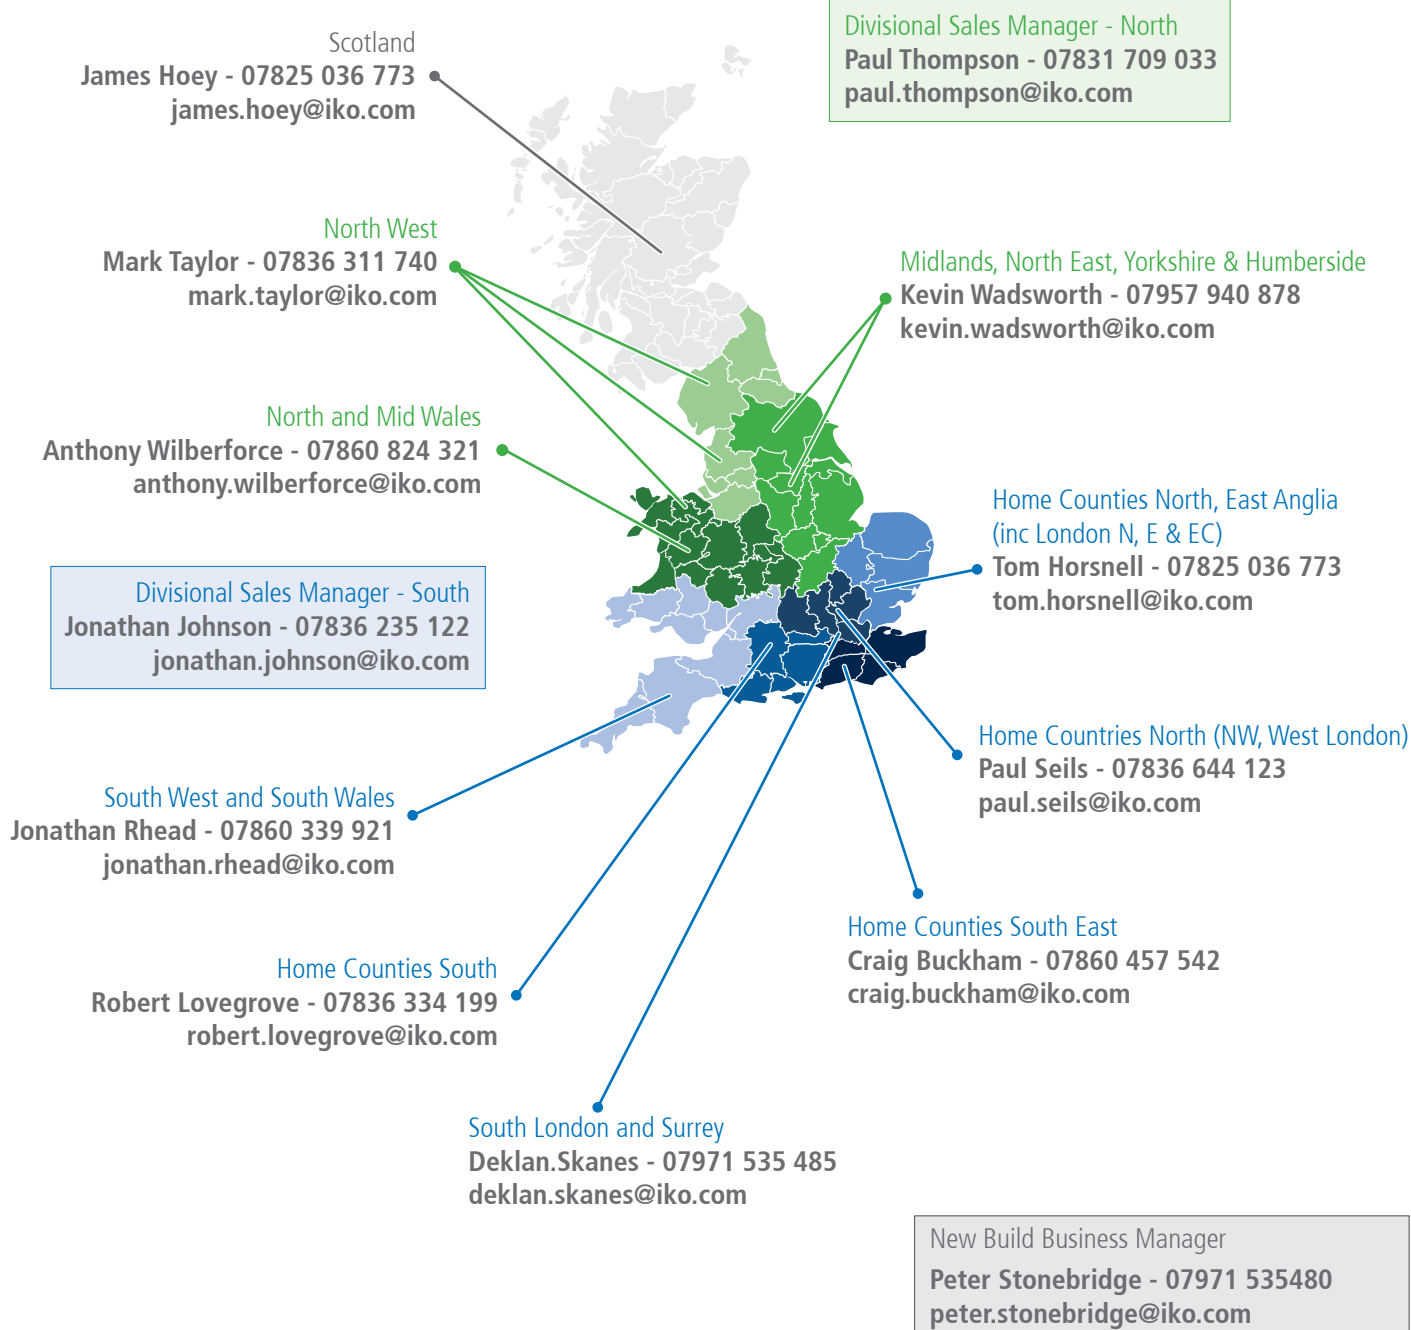 Divisional Sales Manager - North
Paul Thompson - 07831 709 033
paul.thompson@iko.com
Scotland
James Hoey - 07825 036 773
james.hoey@iko.com
North West
Mark Taylor - 07836 311 740
mark.taylor@iko.com
Midlands, North East, Yorkshire & Humberside
Kevin Wadsworth - 07957 940 878
kevin.wadsworth@iko.com
North and Mid Wales
Anthony Wilberforce - 07860 824 321
anthony.wilberforce@iko.com
Home Counties North, East Anglia
(inc London N, E & EC)
Tom Horsnell - 07825 036 773
tom.horsnell@iko.com
Divisional Sales Manager - South
Jonathan Johnson - 07836 235 122
jonathan.johnson@iko.com
Home Countries North (NW, West London)
Paul Seils - 07836 644 123
paul.seils@iko.com
South West and South Wales
Jonathan Rhead - 07860 339 921
jonathan.rhead@iko.com
Home Counties South East
Craig Buckham - 07860 457 542
craig.buckham@iko.com
Home Counties South
Robert Lovegrove - 07836 334 199
robert.lovegrove@iko.com
South London and Surrey
Deklan.Skanes - 07971 535 485
deklan.skanes@iko.com
New Build Business Manager
Peter Stonebridge - 07971 535480
peter.stonebridge@iko.com